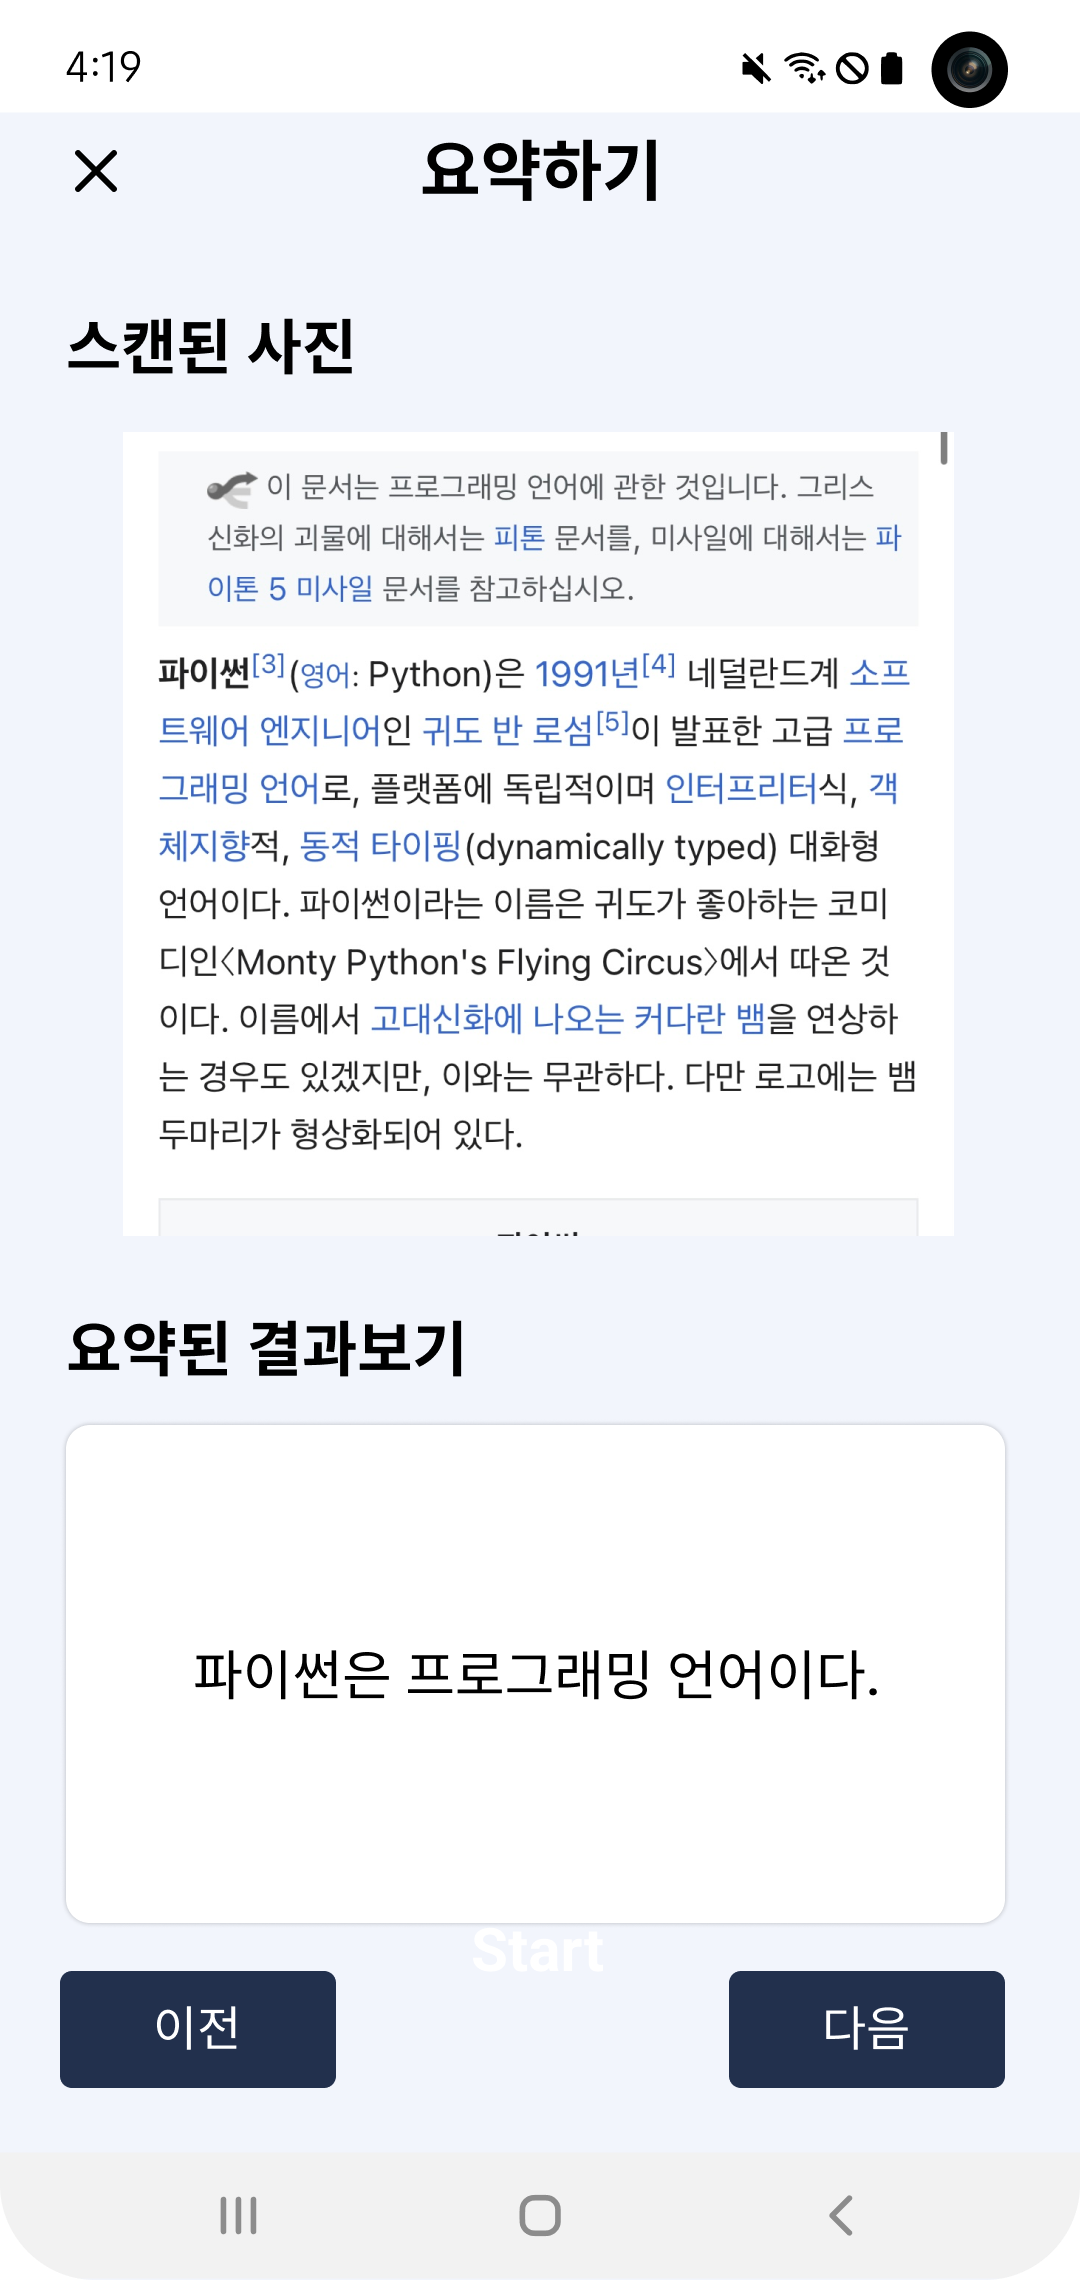 4:19
요약하기
스캔된 사진
이 문서는 프로그래밍 언어에 관한 것입니다. 그리스
신화의 괴물에 대해서는 피톤 문서를, 미사일에 대해서는 파
이톤 5 미사일 문서를 참고하십시오.
파이썬[3](영어: Python)은 1991년[4] 네덜란드계 소프
트웨어 엔지니어인 귀도 반 로섬[5]이 발표한 고급 프로
그래밍 언어로, 플랫폼에 독립적이며 인터프리터식, 객
체지향적, 동적 타이핑(dynamically typed) 대화형
언어이다. 파이썬이라는 이름은 귀도가 좋아하는 코미
디인〈Monty Python's Flying Circus〉에서 따온 것
이다. 이름에서 고대신화에 나오는 커다란 뱀을 연상하
는 경우도 있겠지만, 이와는 무관하다. 다만 로고에는 뱀
두마리가 형상화되어 있다.
요약된 결과보기
파이썬은 프로그래밍 언어이다.
Start
이전
다음